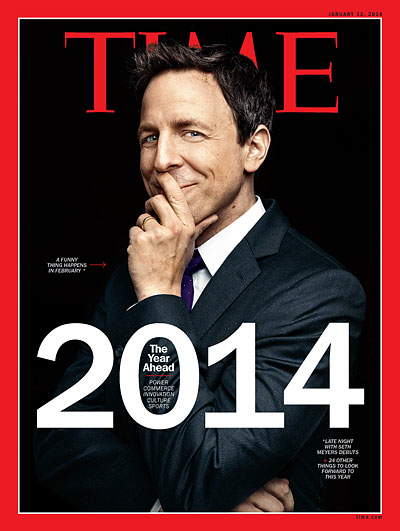 JANUARY 13, 2014
TIME
A FUNNY
THING HAPPENS
IN FEBRUARY *
2014
The
Year
Ahead
POWER
COMMERCE
INNOVATION
CULTURE
SPORTS
*LATE NIGHT
WITH SETH
MEYERS DEBUTS
+ 24 OTHER
THINGS TO LOOK
FORWARD TO
THIS YEAR
time.com